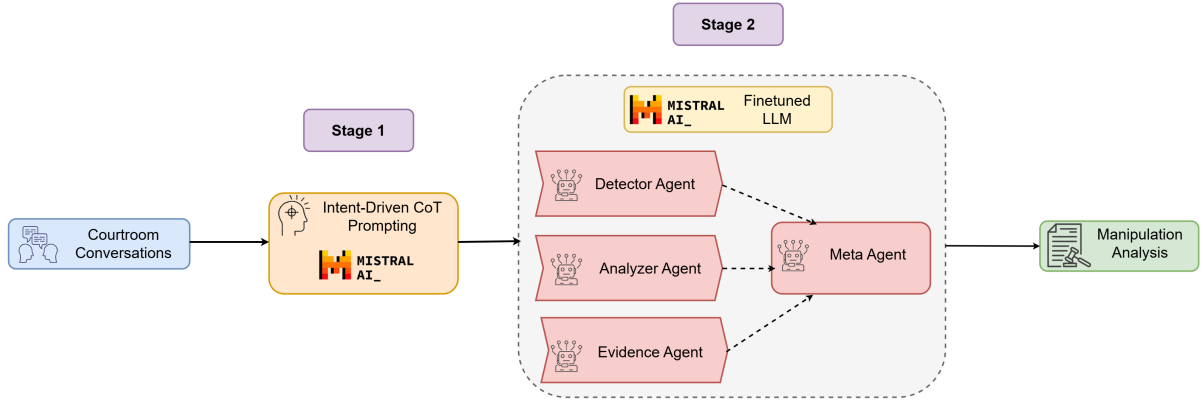 Stage 2
Stage 1
MISTRAL
AI_
Finetuned
LLM
Detector Agent
Intent-Driven CoT
Prompting
MISTRAL
AI_
Courtroom
Conversations
Analyzer Agent
Meta Agent
Evidence Agent
Manipulation
Analysis